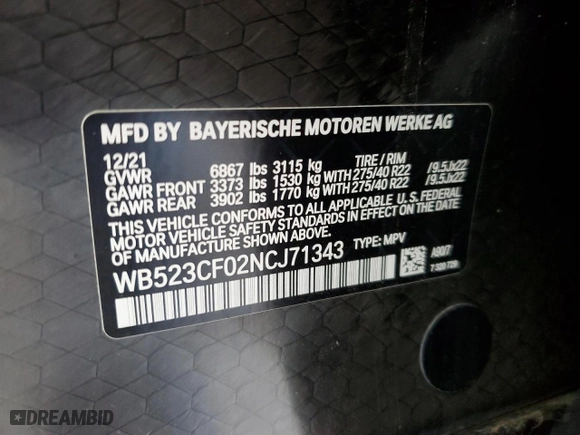 MFD BY BAYERISCHE MOTOREN WERKE AG
12/21 TIRE / RIM
GVWR 6867 lbs 3115 kg
GAWR FRONT 3373 lbs 1530 kg WITH 275/40 R22 /9.5Jx22
GAWR REAR 3902 lbs 1770 kg WITH 275/40 R22 /9.5Jx22
THIS VEHICLE CONFORMS TO ALL APPLICABLE U.S. FEDERAL
MOTOR VEHICLE SAFETY STANDARDS IN EFFECT ON THE DATE
OF MANUFACTURE SHOWN ABOVE.
WB523CF02NCJ71343 TYPE: MPV
DREAMBID